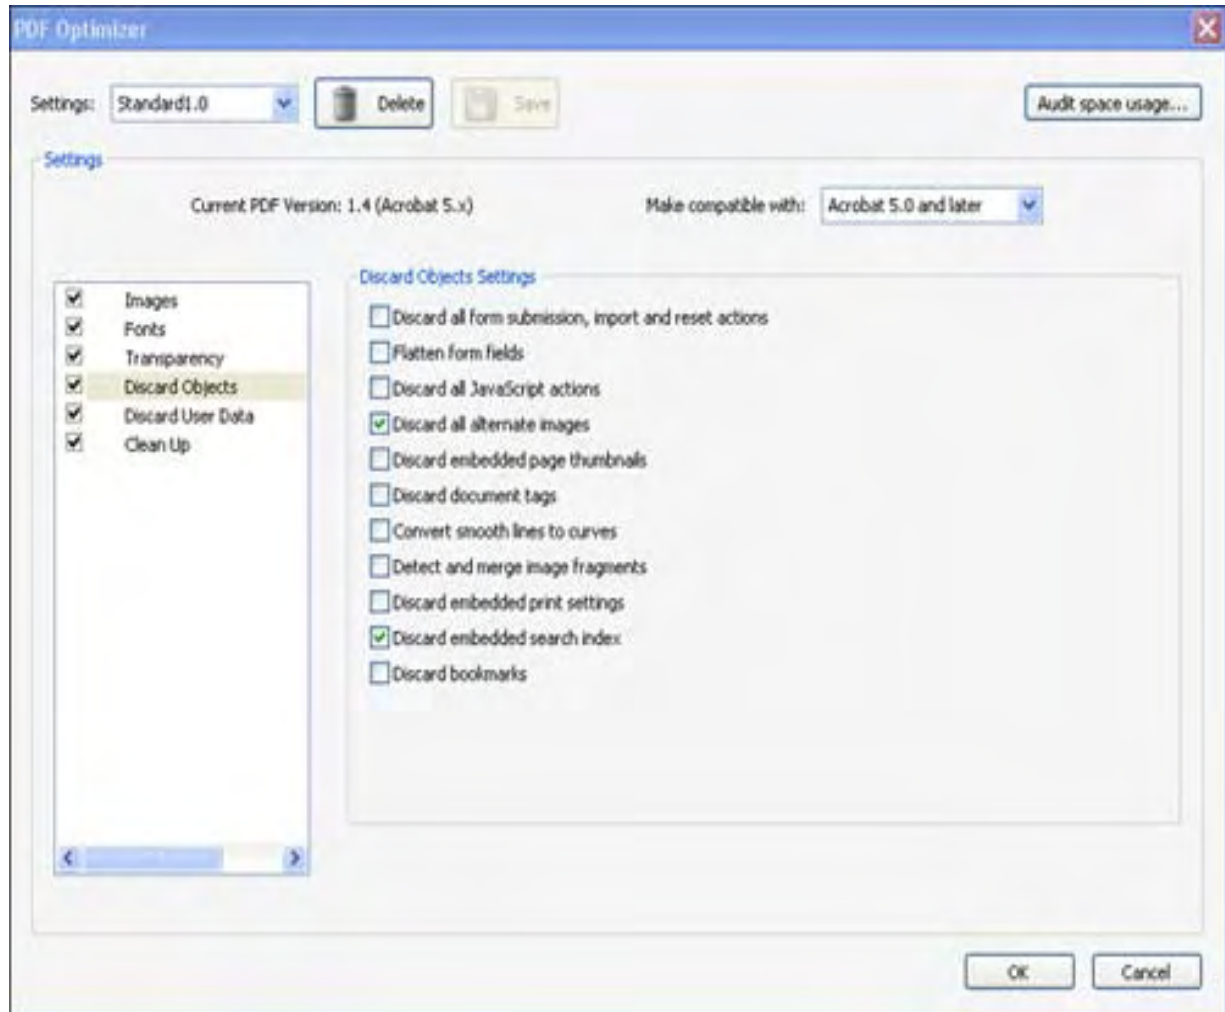 PDF Optimizer
Settings: Standard1.0 Delete Save Audit space usage...
Settings
Current PDF Version: 1.4 (Acrobat 5.x) Make compatible with: Acrobat 5.0 and later
Images
Fonts
Transparency
Discard Objects
Discard User Data
Clean Up
Discard Objects Settings
Discard all form submission, import and reset actions
Flatten form fields
Discard all JavaScript actions
Discard all alternate images
Discard embedded page thumbnails
Discard document tags
Convert smooth lines to curves
Detect and merge image fragments
Discard embedded print settings
Discard embedded search index
Discard bookmarks
OK Cancel